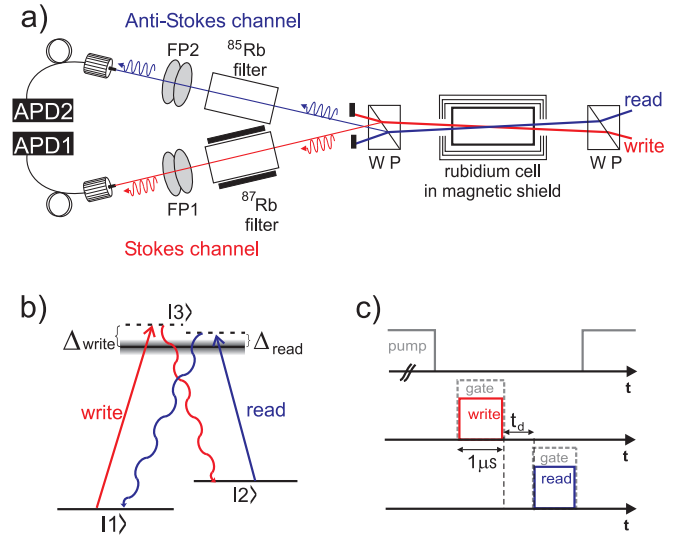 a)
Anti-Stokes channel
FP2
⁸⁵Rb
filter
APD2
APD1
FP1
⁸⁷Rb
filter
Stokes channel
W P
rubidium cell
in magnetic shield
W P
read
write
b)
|3⟩
Δwrite
Δread
write
read
|1⟩
|2⟩
c)
pump
t
gate
write
t_d
1μs
t
gate
read
t